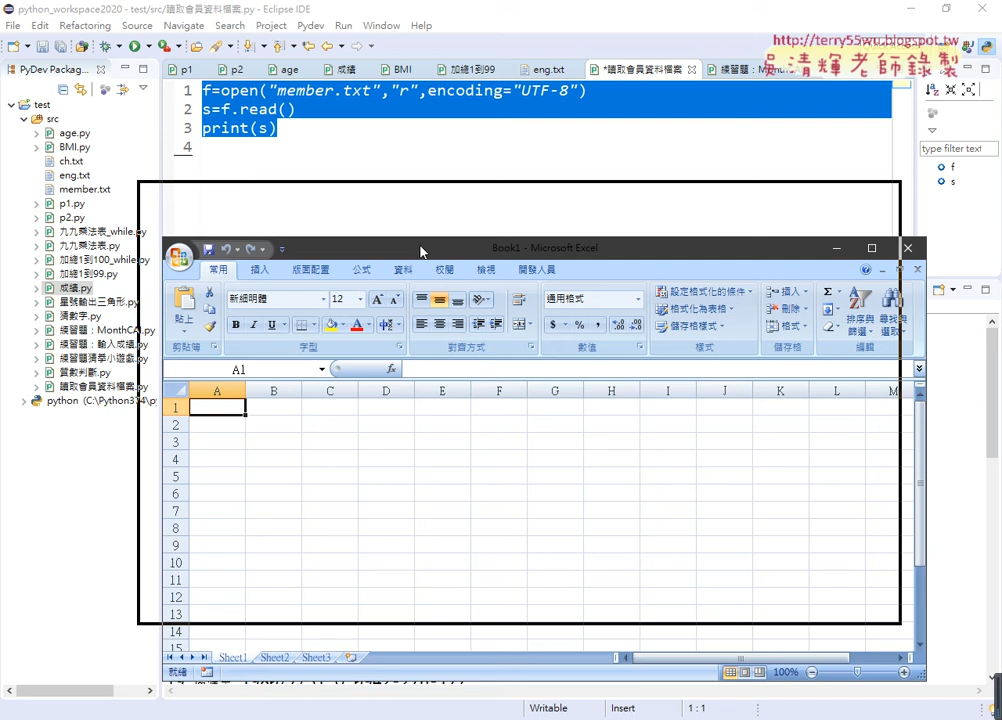 python_workspace2020 - test/src/讀取會員資料檔案.py - Eclipse IDE
File Edit Refactoring Source Navigate Search Project Pydev Run Window Help
http://terry55wu.blogspot.tw
吳清輝老師錄製
PyDev Packag...
p1 p2 age 成績 BMI 加總1到99 eng.txt *讀取會員資料檔案
1 f=open("member.txt","r",encoding="UTF-8")
2 s=f.read()
3 print(s)
4
type filter text
f
s
test
src
age.py
BMI.py
ch.txt
eng.txt
member.txt
p1.py
p2.py
九九乘法表_while.py
九九乘法表.py
加總1到100_while.py
加總1到99.py
成績.py
星號輸出三角形.py
猜數字.py
練習題：MonthCA.py
練習題：輸入成績.py
練習題猜學小遊戲.py
質數判斷.py
讀取會員資料檔案.py
python (C:\Python374\py
Book1 - Microsoft Excel
常用 插入 版面配置 公式 資料 校閱 檢視 開發人員
貼上
新細明體 12
B I U
通用格式
$ % ,
設定格式化的條件
格式化為表格
儲存格樣式
插入
刪除
格式
Σ
排序與篩選
尋找與選取
剪貼簿 字型 對齊方式 數值 樣式 儲存格 編輯
A1 fx
A B C D E F G H I J K L M
1
2
3
4
5
6
7
8
9
10
11
12
13
14
15
Sheet1 Sheet2 Sheet3
就緒 100%
Writable Insert 1 : 1